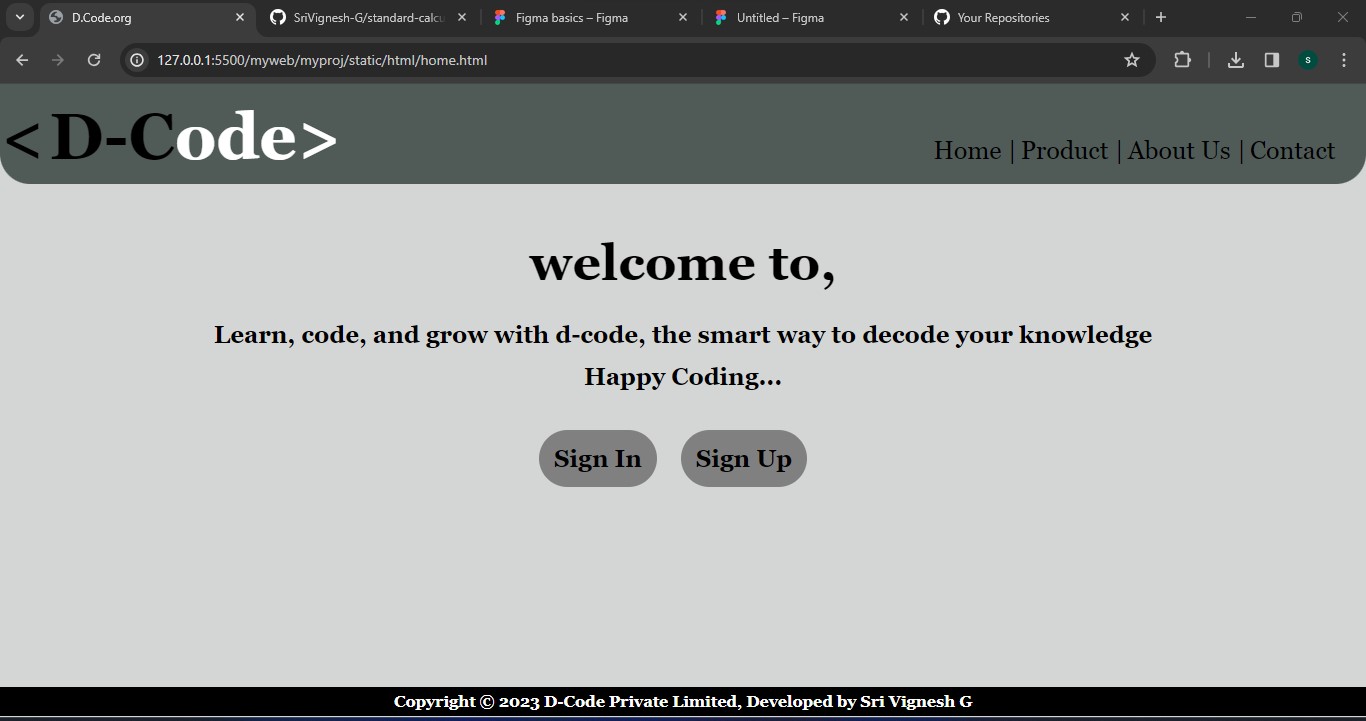 D.Code.org
SriVignesh-G/standard-calcu
Figma basics – Figma
Untitled – Figma
Your Repositories
127.0.0.1:5500/myweb/myproj/static/html/home.html
s
<D-Code>
Home | Product | About Us | Contact
welcome to,
Learn, code, and grow with d-code, the smart way to decode your knowledge
Happy Coding...
Sign In
Sign Up
Copyright © 2023 D-Code Private Limited, Developed by Sri Vignesh G